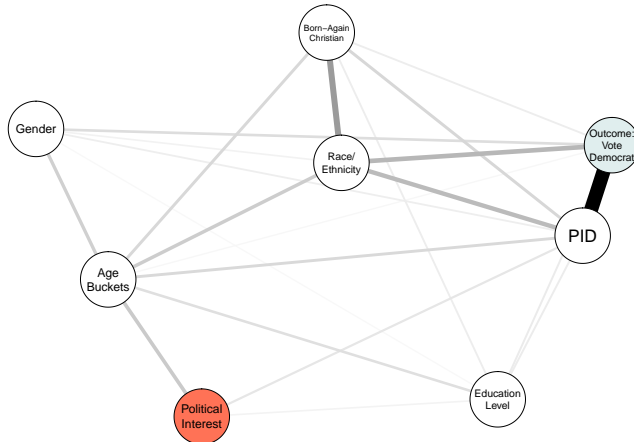 Born−Again
Christian
Gender
Outcome:
Vote
Democrat
Race/
Ethnicity
PID
Age
Buckets
Education
Level
Political
Interest